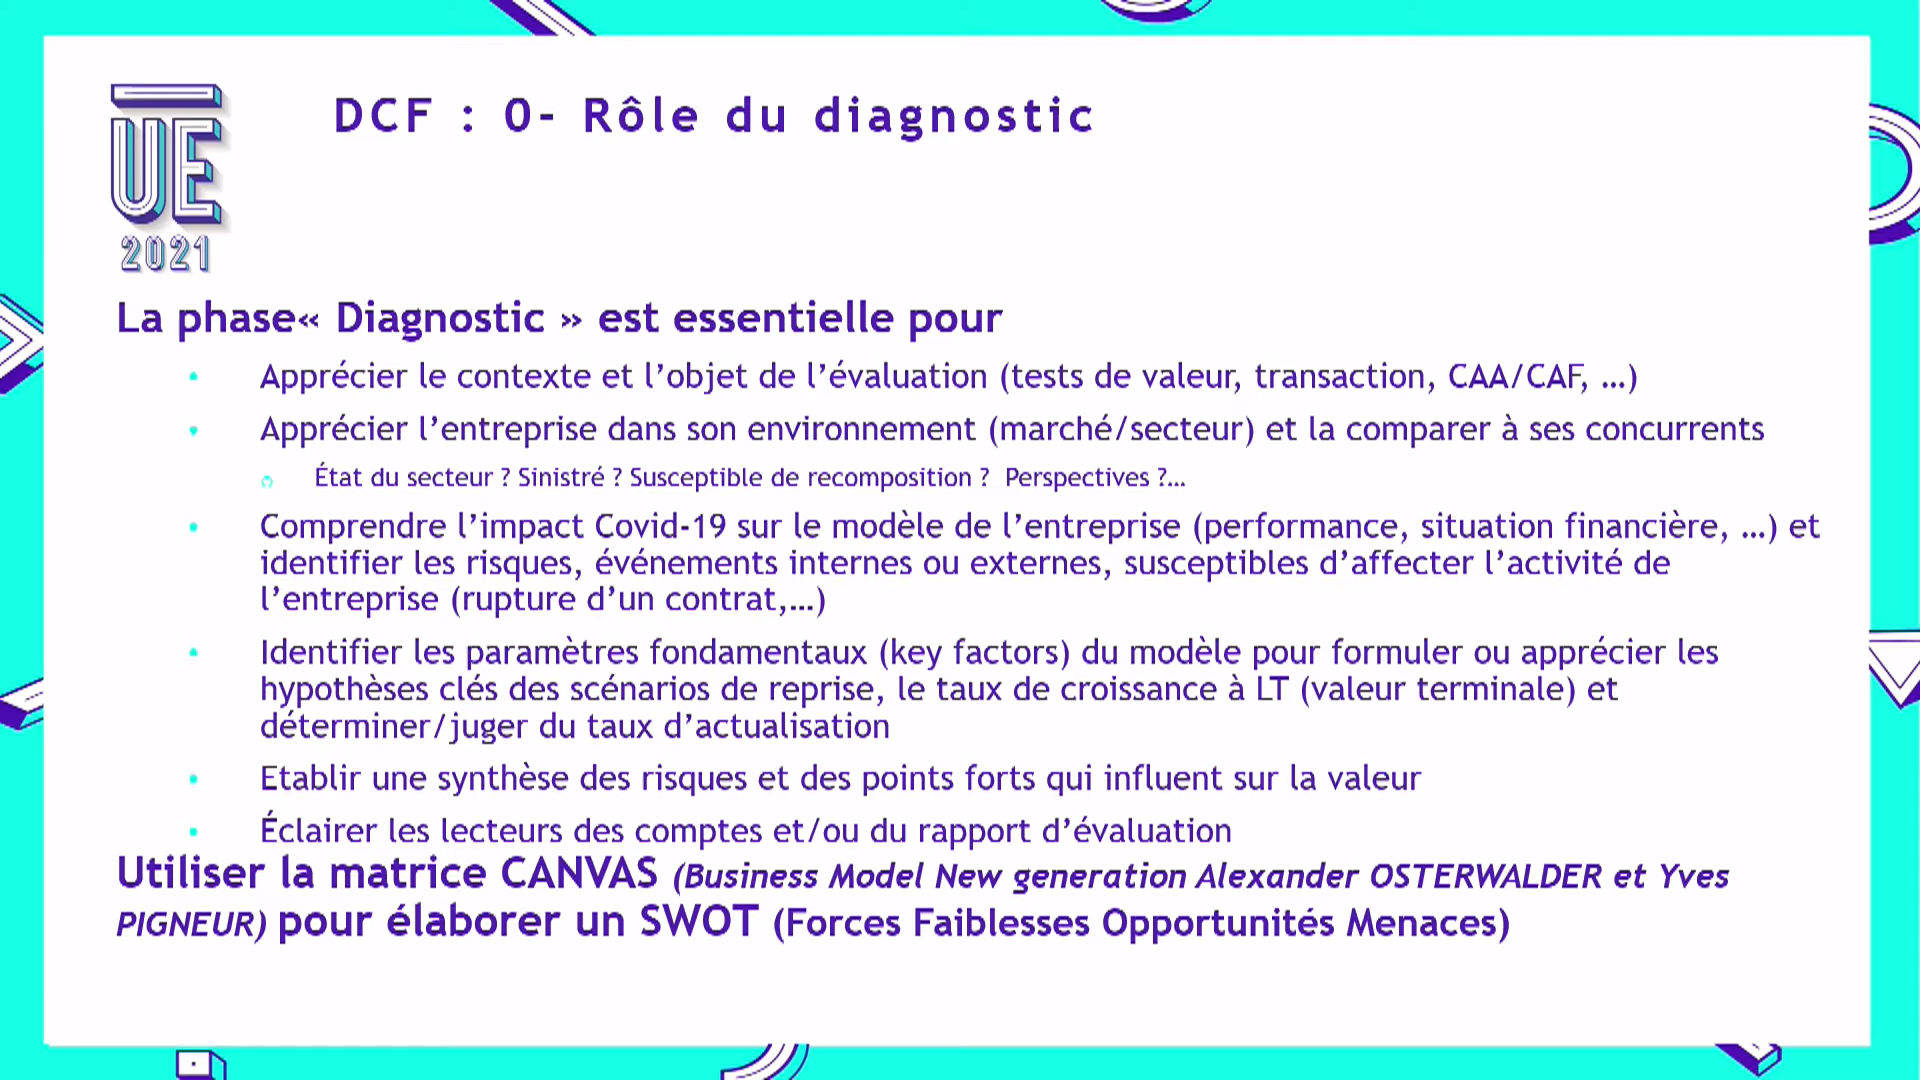 UE
2021
DCF : 0- Rôle du diagnostic
La phase« Diagnostic » est essentielle pour
• Apprécier le contexte et l’objet de l’évaluation (tests de valeur, transaction, CAA/CAF, …)
• Apprécier l’entreprise dans son environnement (marché/secteur) et la comparer à ses concurrents
État du secteur ? Sinistré ? Susceptible de recomposition ? Perspectives ?…
• Comprendre l’impact Covid-19 sur le modèle de l’entreprise (performance, situation financière, …) et
identifier les risques, événements internes ou externes, susceptibles d’affecter l’activité de
l’entreprise (rupture d’un contrat,…)
• Identifier les paramètres fondamentaux (key factors) du modèle pour formuler ou apprécier les
hypothèses clés des scénarios de reprise, le taux de croissance à LT (valeur terminale) et
déterminer/juger du taux d’actualisation
• Etablir une synthèse des risques et des points forts qui influent sur la valeur
• Éclairer les lecteurs des comptes et/ou du rapport d’évaluation
Utiliser la matrice CANVAS (Business Model New generation Alexander OSTERWALDER et Yves
PIGNEUR) pour élaborer un SWOT (Forces Faiblesses Opportunités Menaces)